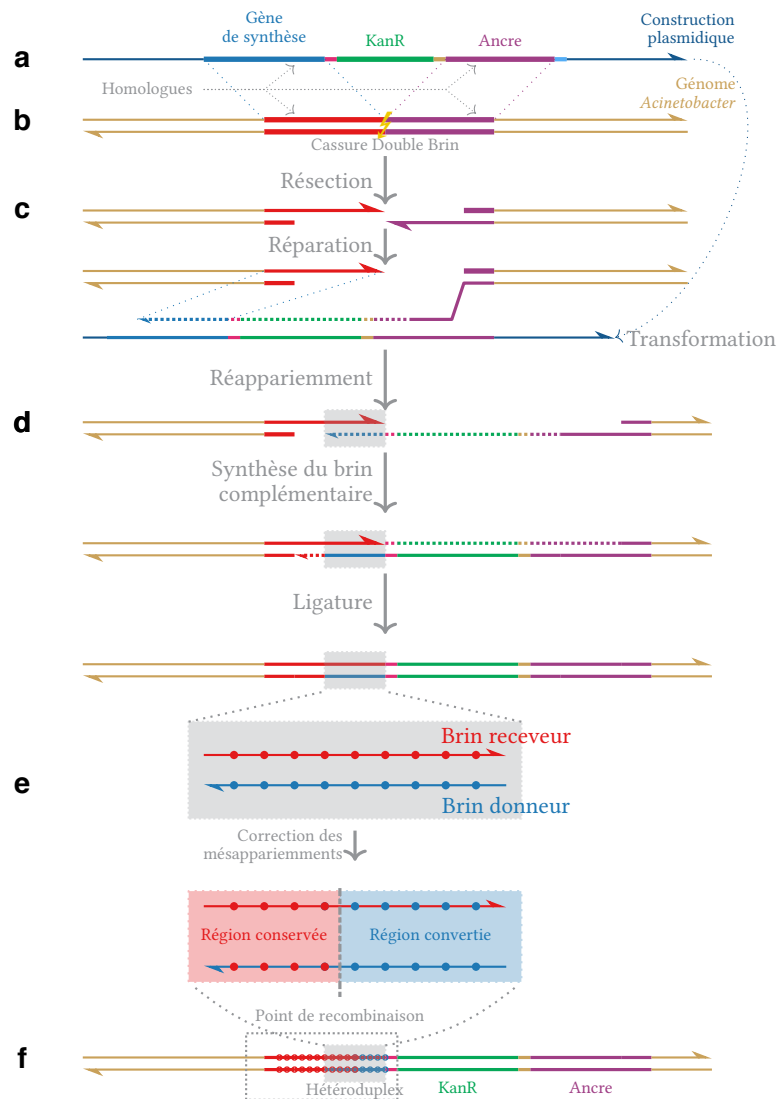 Gène
de synthèse
KanR
Ancre
Construction
plasmidique
a
Homologues
Génome
Acinetobacter
b
Cassure Double Brin
Résection
c
Réparation
Transformation
Réappariemment
d
Synthèse du brin
complémentaire
Ligature
Brin receveur
e
Brin donneur
Correction des
mésappariemments
Région conservée
Région convertie
Point de recombinaison
f
Hétéroduplex
KanR
Ancre